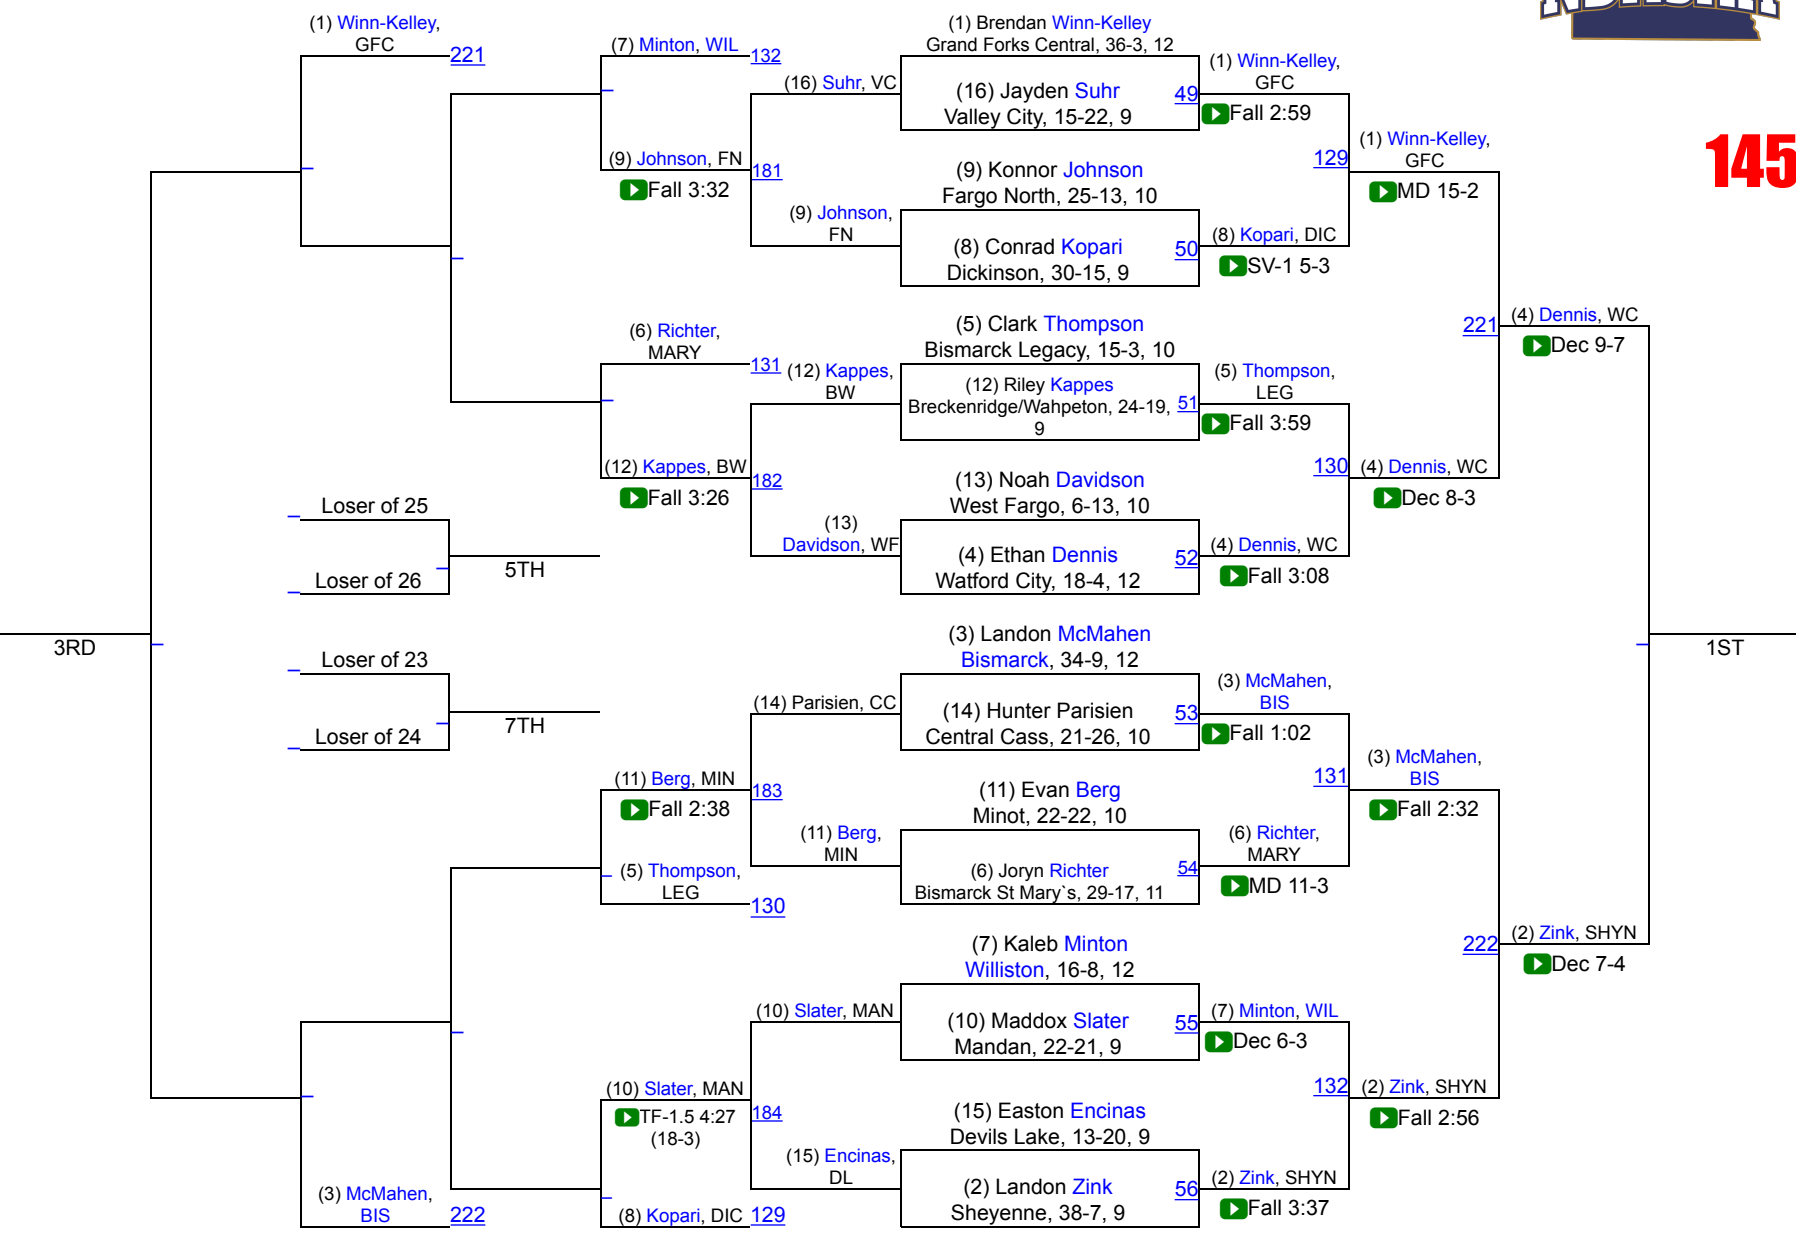 NDHSAA
145
(1) Winn-Kelley,
GFC
221
(7) Minton, WIL
132
(9) Johnson, FN
Fall 3:32
(16) Suhr, VC
181
(9) Johnson,
FN
(6) Richter,
MARY
131
(12) Kappes, BW
Fall 3:26
(12) Kappes,
BW
182
(13)
Davidson, WF
Loser of 25
Loser of 26
5TH
3RD
Loser of 23
Loser of 24
7TH
(11) Berg, MIN
Fall 2:38
(5) Thompson,
LEG
130
(14) Parisien, CC
183
(11) Berg,
MIN
(10) Slater, MAN
TF-1.5 4:27
(18-3)
(8) Kopari, DIC
129
(10) Slater, MAN
184
(15) Encinas,
DL
(3) McMahen,
BIS
222
(1) Brendan Winn-Kelley
Grand Forks Central, 36-3, 12
(16) Jayden Suhr
Valley City, 15-22, 9
49
(9) Konnor Johnson
Fargo North, 25-13, 10
(8) Conrad Kopari
Dickinson, 30-15, 9
50
(5) Clark Thompson
Bismarck Legacy, 15-3, 10
(12) Riley Kappes
Breckenridge/Wahpeton, 24-19,
9
51
(13) Noah Davidson
West Fargo, 6-13, 10
(4) Ethan Dennis
Watford City, 18-4, 12
52
(3) Landon McMahen
Bismarck, 34-9, 12
(14) Hunter Parisien
Central Cass, 21-26, 10
53
(11) Evan Berg
Minot, 22-22, 10
(6) Joryn Richter
Bismarck St Mary`s, 29-17, 11
54
(7) Kaleb Minton
Williston, 16-8, 12
(10) Maddox Slater
Mandan, 22-21, 9
55
(15) Easton Encinas
Devils Lake, 13-20, 9
(2) Landon Zink
Sheyenne, 38-7, 9
56
(1) Winn-Kelley,
GFC
Fall 2:59
129
(8) Kopari, DIC
SV-1 5-3
(5) Thompson,
LEG
Fall 3:59
130
(4) Dennis, WC
Fall 3:08
(3) McMahen,
BIS
Fall 1:02
131
(6) Richter,
MARY
MD 11-3
(7) Minton, WIL
Dec 6-3
132
(2) Zink, SHYN
Fall 3:37
(1) Winn-Kelley,
GFC
MD 15-2
221
(4) Dennis, WC
Dec 8-3
(3) McMahen,
BIS
Fall 2:32
222
(2) Zink, SHYN
Fall 2:56
(4) Dennis, WC
Dec 9-7
(2) Zink, SHYN
Dec 7-4
1ST